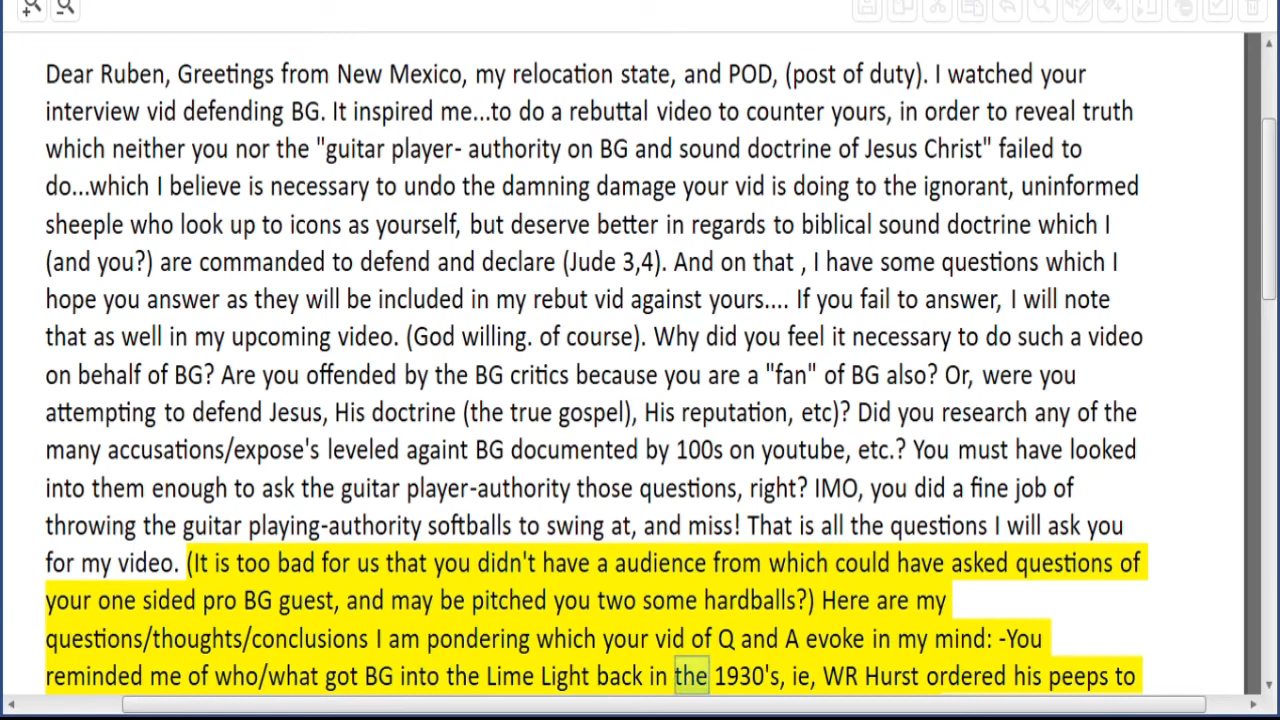 Dear Ruben, Greetings from New Mexico, my relocation state, and POD, (post of duty). I watched your
interview vid defending BG. It inspired me...to do a rebuttal video to counter yours, in order to reveal truth
which neither you nor the "guitar player- authority on BG and sound doctrine of Jesus Christ" failed to
do...which I believe is necessary to undo the damning damage your vid is doing to the ignorant, uninformed
sheeple who look up to icons as yourself, but deserve better in regards to biblical sound doctrine which I
(and you?) are commanded to defend and declare (Jude 3,4). And on that , I have some questions which I
hope you answer as they will be included in my rebut vid against yours.... If you fail to answer, I will note
that as well in my upcoming video. (God willing. of course). Why did you feel it necessary to do such a video
on behalf of BG? Are you offended by the BG critics because you are a "fan" of BG also? Or, were you
attempting to defend Jesus, His doctrine (the true gospel), His reputation, etc)? Did you research any of the
many accusations/expose's leveled againt BG documented by 100s on youtube, etc.? You must have looked
into them enough to ask the guitar player-authority those questions, right? IMO, you did a fine job of
throwing the guitar playing-authority softballs to swing at, and miss! That is all the questions I will ask you
for my video. (It is too bad for us that you didn't have a audience from which could have asked questions of
your one sided pro BG guest, and may be pitched you two some hardballs?) Here are my
questions/thoughts/conclusions I am pondering which your vid of Q and A evoke in my mind: -You
reminded me of who/what got BG into the Lime Light back in the 1930's, ie, WR Hurst ordered his peeps to